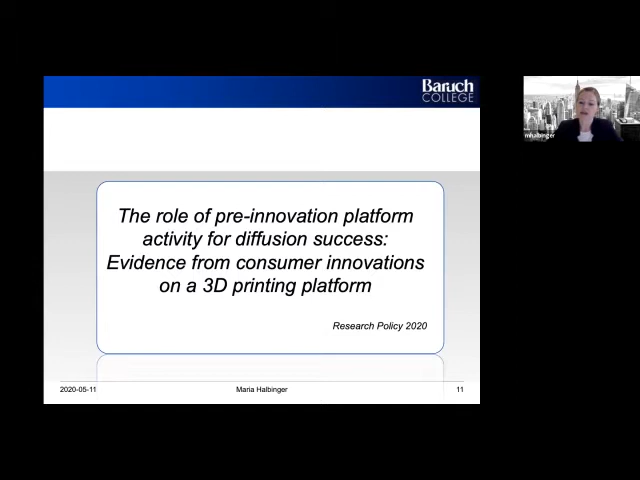 Baruch
COLLEGE
mhalbinger
The role of pre-innovation platform
activity for diffusion success:
Evidence from consumer innovations
on a 3D printing platform
Research Policy 2020
2020-05-11
Maria Halbinger
11